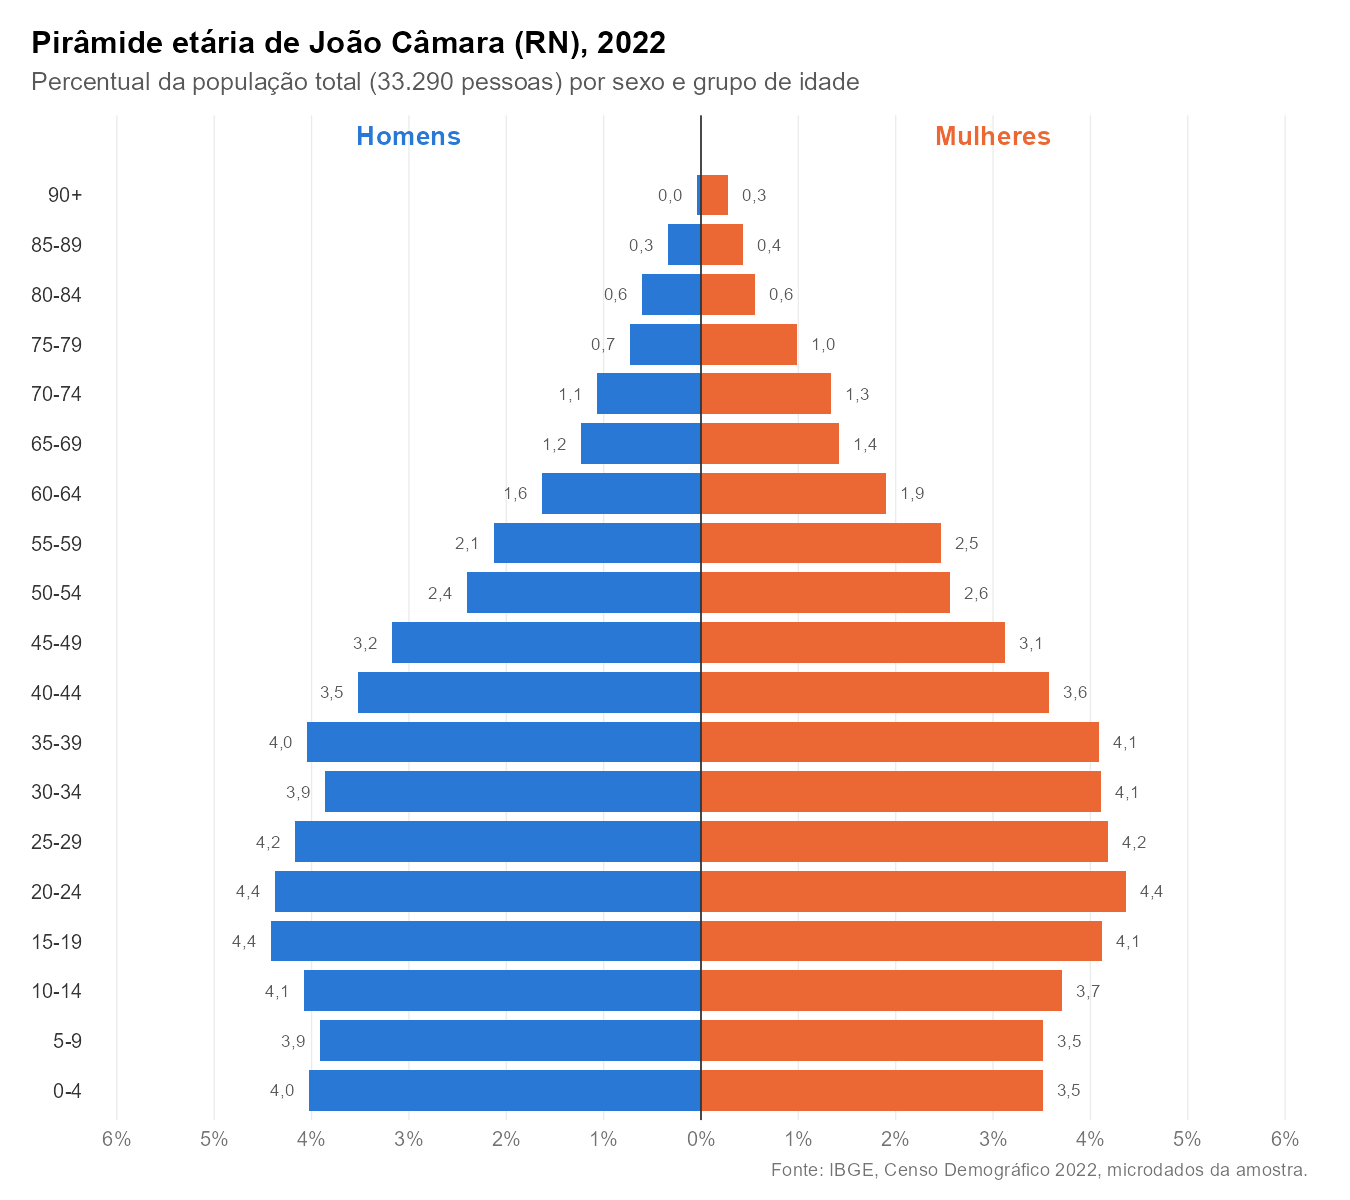 Pirâmide etária de João Câmara (RN), 2022
Percentual da população total (33.290 pessoas) por sexo e grupo de idade
Homens Mulheres
90+ 0,0 0,3
85-89 0,3 0,4
80-84 0,6 0,6
75-79 0,7 1,0
70-74 1,1 1,3
65-69 1,2 1,4
60-64 1,6 1,9
55-59 2,1 2,5
50-54 2,4 2,6
45-49 3,2 3,1
40-44 3,5 3,6
35-39 4,0 4,1
30-34 3,9 4,1
25-29 4,2 4,2
20-24 4,4 4,4
15-19 4,4 4,1
10-14 4,1 3,7
5-9 3,9 3,5
0-4 4,0 3,5
6% 5% 4% 3% 2% 1% 0% 1% 2% 3% 4% 5% 6%
Fonte: IBGE, Censo Demográfico 2022, microdados da amostra.